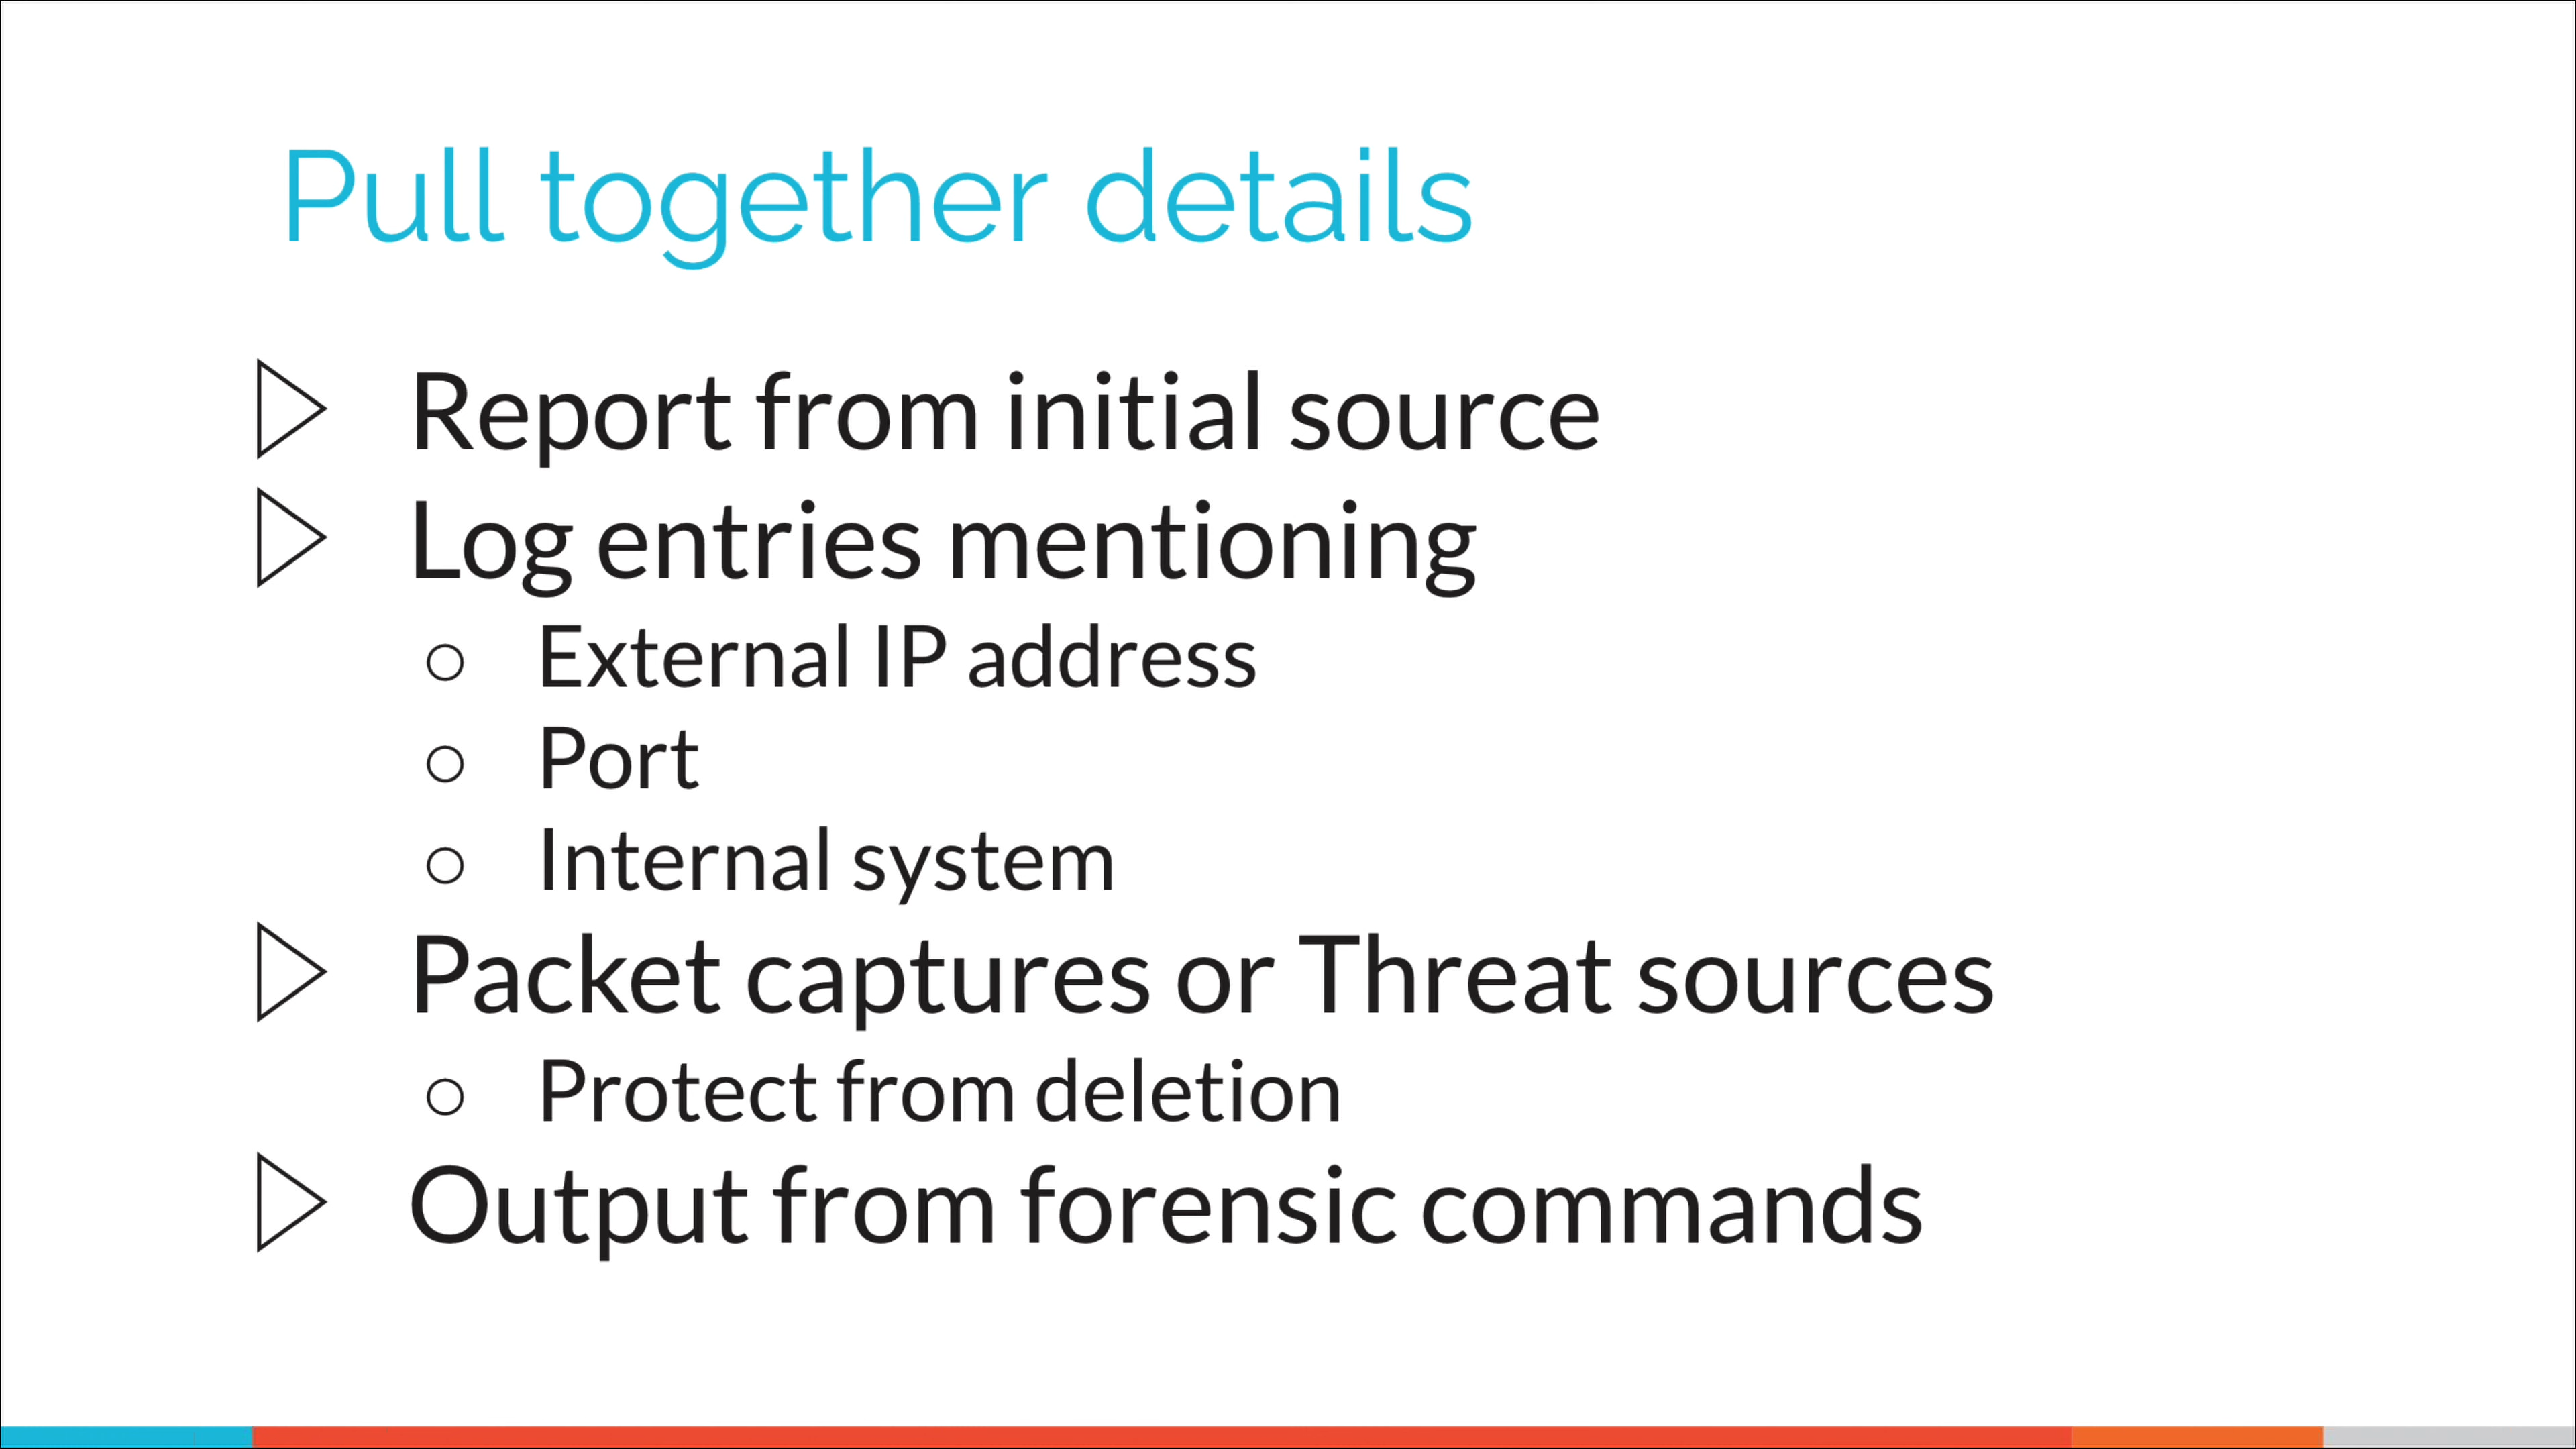 Pull together details
Report from initial source
Log entries mentioning
External IP address
Port
Internal system
Packet captures or Threat sources
Protect from deletion
Output from forensic commands